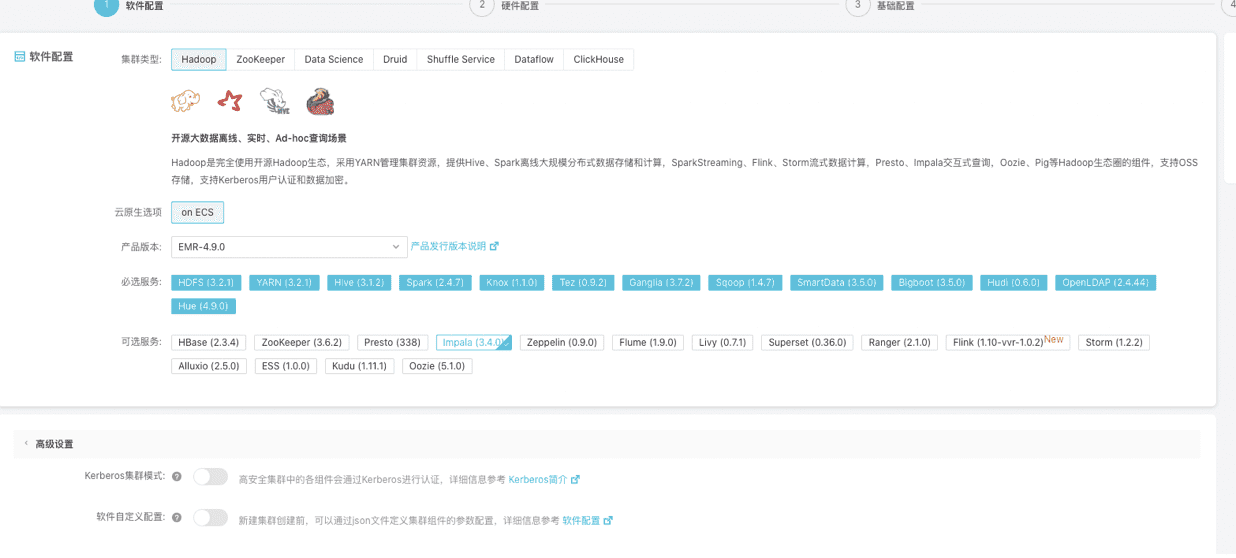 1 软件配置 2 硬件配置 3 基础配置 4
软件配置 集群类型: Hadoop ZooKeeper Data Science Druid Shuffle Service Dataflow ClickHouse
HIVE
开源大数据离线、实时、Ad-hoc查询场景
Hadoop是完全使用开源Hadoop生态，采用YARN管理集群资源，提供Hive、Spark离线大规模分布式数据存储和计算，SparkStreaming、Flink、Storm流式数据计算，Presto、Impala交互式查询，Oozie、Pig等Hadoop生态圈的组件，支持OSS
存储，支持Kerberos用户认证和数据加密。
云原生选项 on ECS
产品版本: EMR-4.9.0 产品发行版本说明
必选服务: HDFS (3.2.1) YARN (3.2.1) Hive (3.1.2) Spark (2.4.7) Knox (1.1.0) Tez (0.9.2) Ganglia (3.7.2) Sqoop (1.4.7) SmartData (3.5.0) Bigboot (3.5.0) Hudi (0.6.0) OpenLDAP (2.4.44)
Hue (4.9.0)
可选服务: HBase (2.3.4) ZooKeeper (3.6.2) Presto (338) Impala (3.4.0) Zeppelin (0.9.0) Flume (1.9.0) Livy (0.7.1) Superset (0.36.0) Ranger (2.1.0) Flink (1.10-vvr-1.0.2) New Storm (1.2.2)
Alluxio (2.5.0) ESS (1.0.0) Kudu (1.11.1) Oozie (5.1.0)
高级设置
Kerberos集群模式: 高安全集群中的各组件会通过Kerberos进行认证，详细信息参考 Kerberos简介
软件自定义配置: 新建集群创建前，可以通过json文件定义集群组件的参数配置，详细信息参考 软件配置